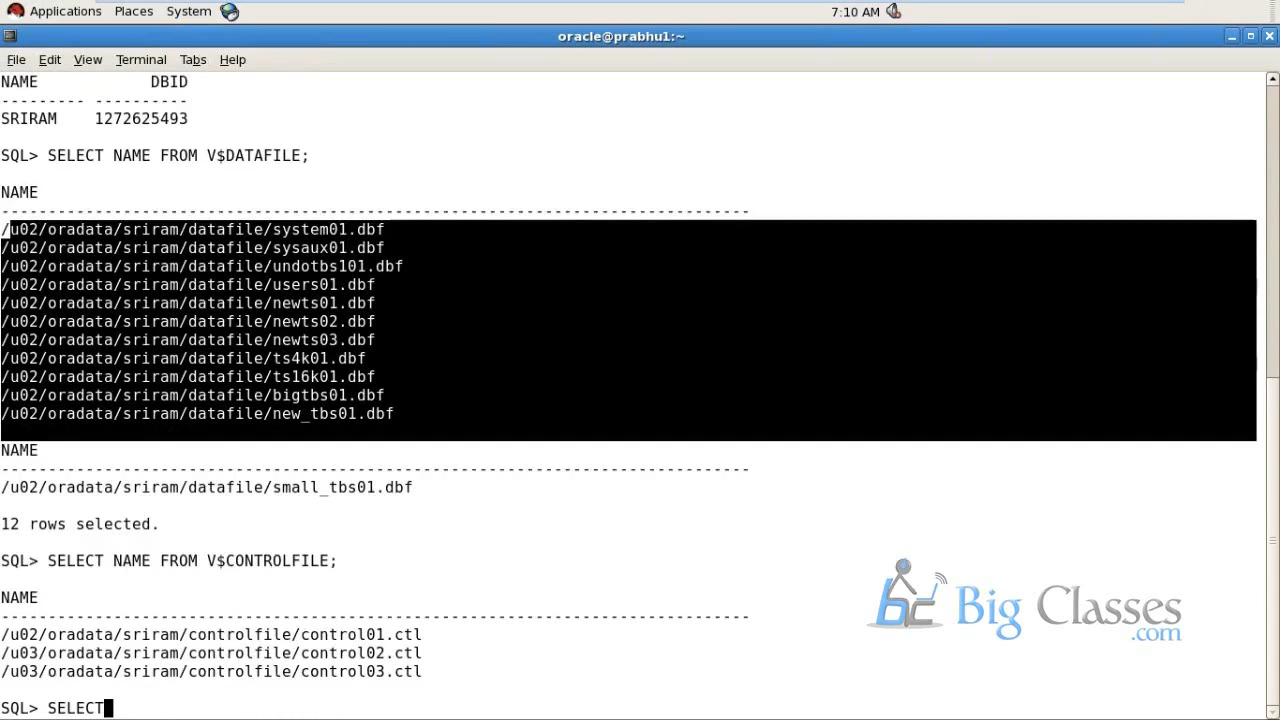 Applications Places System 7:10 AM
oracle@prabhu1:~
File Edit View Terminal Tabs Help
NAME            DBID
--------- ----------
SRIRAM    1272625493
SQL> SELECT NAME FROM V$DATAFILE;
NAME
--------------------------------------------------------------------------------
/u02/oradata/sriram/datafile/system01.dbf
/u02/oradata/sriram/datafile/sysaux01.dbf
/u02/oradata/sriram/datafile/undotbs101.dbf
/u02/oradata/sriram/datafile/users01.dbf
/u02/oradata/sriram/datafile/newts01.dbf
/u02/oradata/sriram/datafile/newts02.dbf
/u02/oradata/sriram/datafile/newts03.dbf
/u02/oradata/sriram/datafile/ts4k01.dbf
/u02/oradata/sriram/datafile/ts16k01.dbf
/u02/oradata/sriram/datafile/bigtbs01.dbf
/u02/oradata/sriram/datafile/new_tbs01.dbf
NAME
--------------------------------------------------------------------------------
/u02/oradata/sriram/datafile/small_tbs01.dbf
12 rows selected.
SQL> SELECT NAME FROM V$CONTROLFILE;
NAME
--------------------------------------------------------------------------------
/u02/oradata/sriram/controlfile/control01.ctl
/u03/oradata/sriram/controlfile/control02.ctl
/u03/oradata/sriram/controlfile/control03.ctl
SQL> SELECT
bc Big Classes
.com